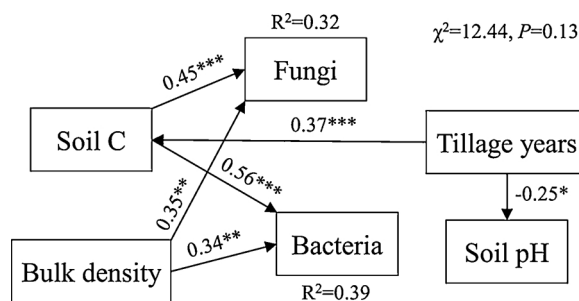 R²=0.32
χ²=12.44, P=0.13
Fungi
0.45***
Soil C
0.37***
Tillage years
0.56***
0.35**
-0.25*
0.34**
Bacteria
Soil pH
Bulk density
R²=0.39